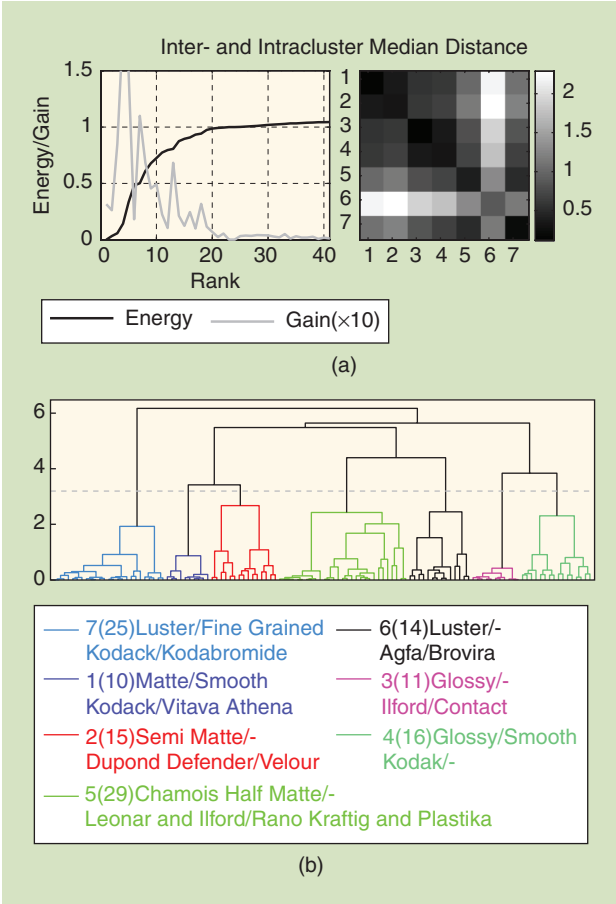 Inter- and Intracluster Median Distance
1.5
1
0.5
0
Energy/Gain
0 10 20 30 40
Rank
1
2
3
4
5
6
7
1 2 3 4 5 6 7
2
1.5
1
0.5
Energy Gain(×10)
(a)
6
4
2
0
7(25)Luster/Fine Grained
Kodack/Kodabromide
1(10)Matte/Smooth
Kodack/Vitava Athena
2(15)Semi Matte/-
Dupond Defender/Velour
5(29)Chamois Half Matte/-
Leonar and Ilford/Rano Kraftig and Plastika
6(14)Luster/-
Agfa/Brovira
3(11)Glossy/-
Ilford/Contact
4(16)Glossy/Smooth
Kodak/-
(b)